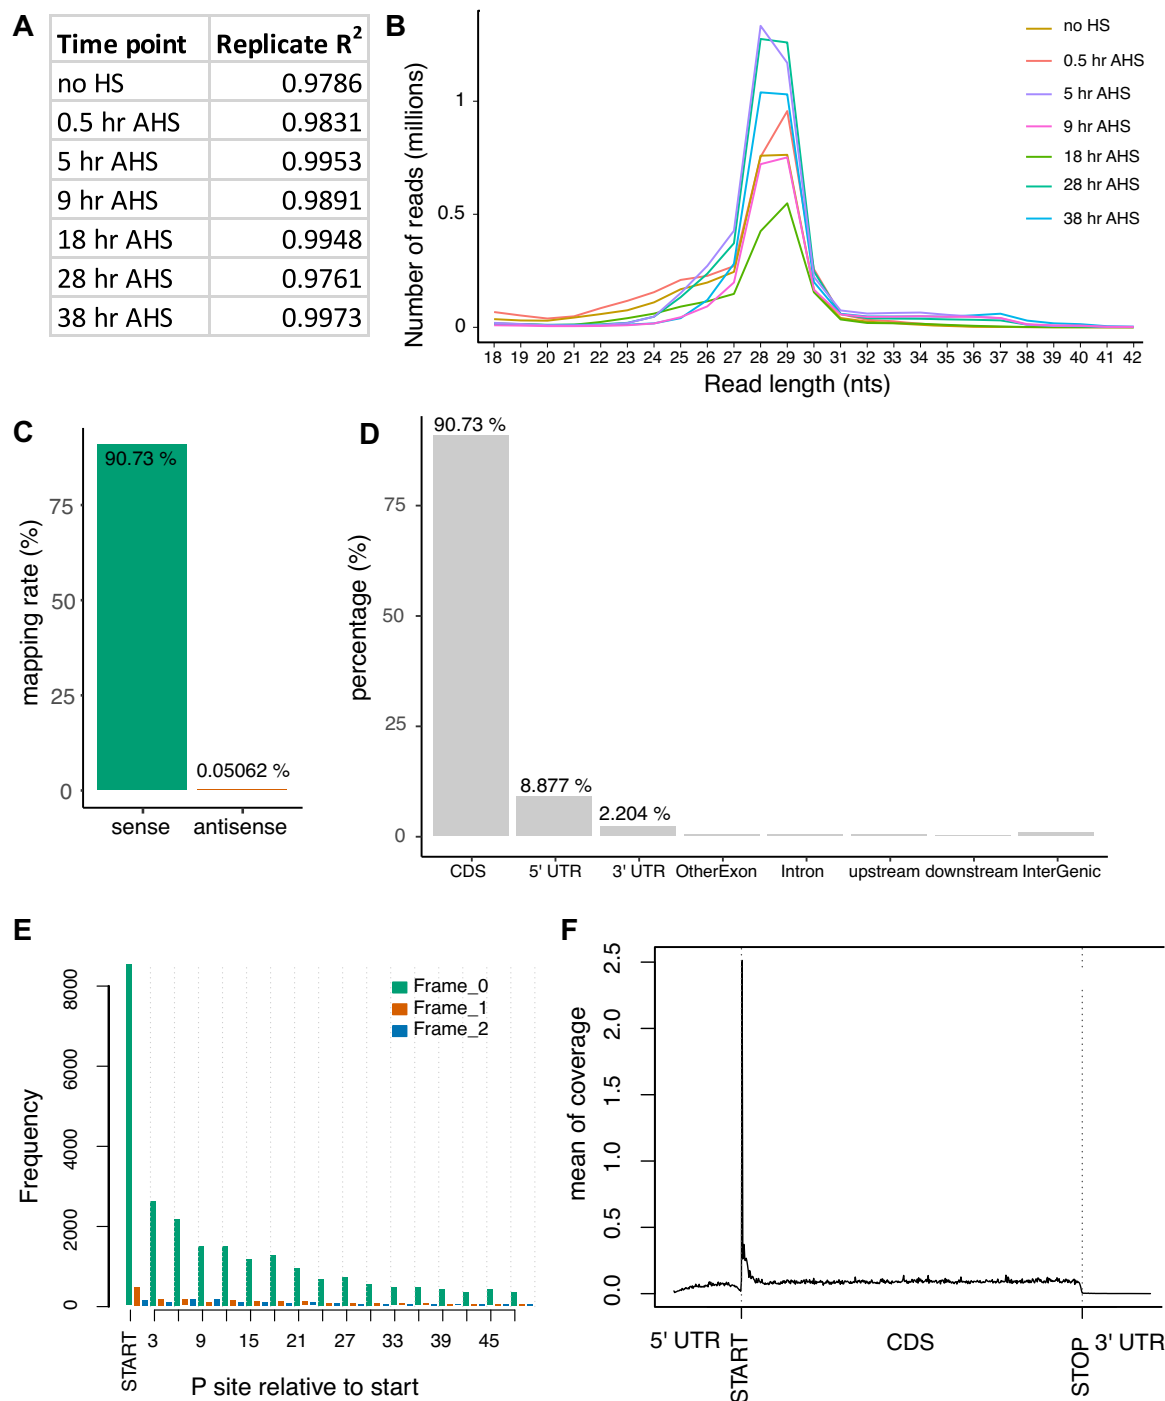 A
Time point Replicate R2
no HS 0.9786
0.5 hr AHS 0.9831
5 hr AHS 0.9953
9 hr AHS 0.9891
18 hr AHS 0.9948
28 hr AHS 0.9761
38 hr AHS 0.9973
B
Number of reads (millions)
1
0.5
0
18 19 20 21 22 23 24 25 26 27 28 29 30 31 32 33 34 35 36 37 38 39 40 41 42
Read length (nts)
no HS
0.5 hr AHS
5 hr AHS
9 hr AHS
18 hr AHS
28 hr AHS
38 hr AHS
C
mapping rate (%)
75
50
25
0
90.73 %
0.05062 %
sense antisense
D
percentage (%)
75
50
25
0
90.73 %
8.877 %
2.204 %
CDS 5' UTR 3' UTR OtherExon Intron upstream downstream InterGenic
E
Frequency
8000
6000
4000
2000
0
Frame_0
Frame_1
Frame_2
START 3 9 15 21 27 33 39 45
P site relative to start
F
mean of coverage
2.5
2.0
1.5
1.0
0.5
0.0
5' UTR START CDS STOP 3' UTR